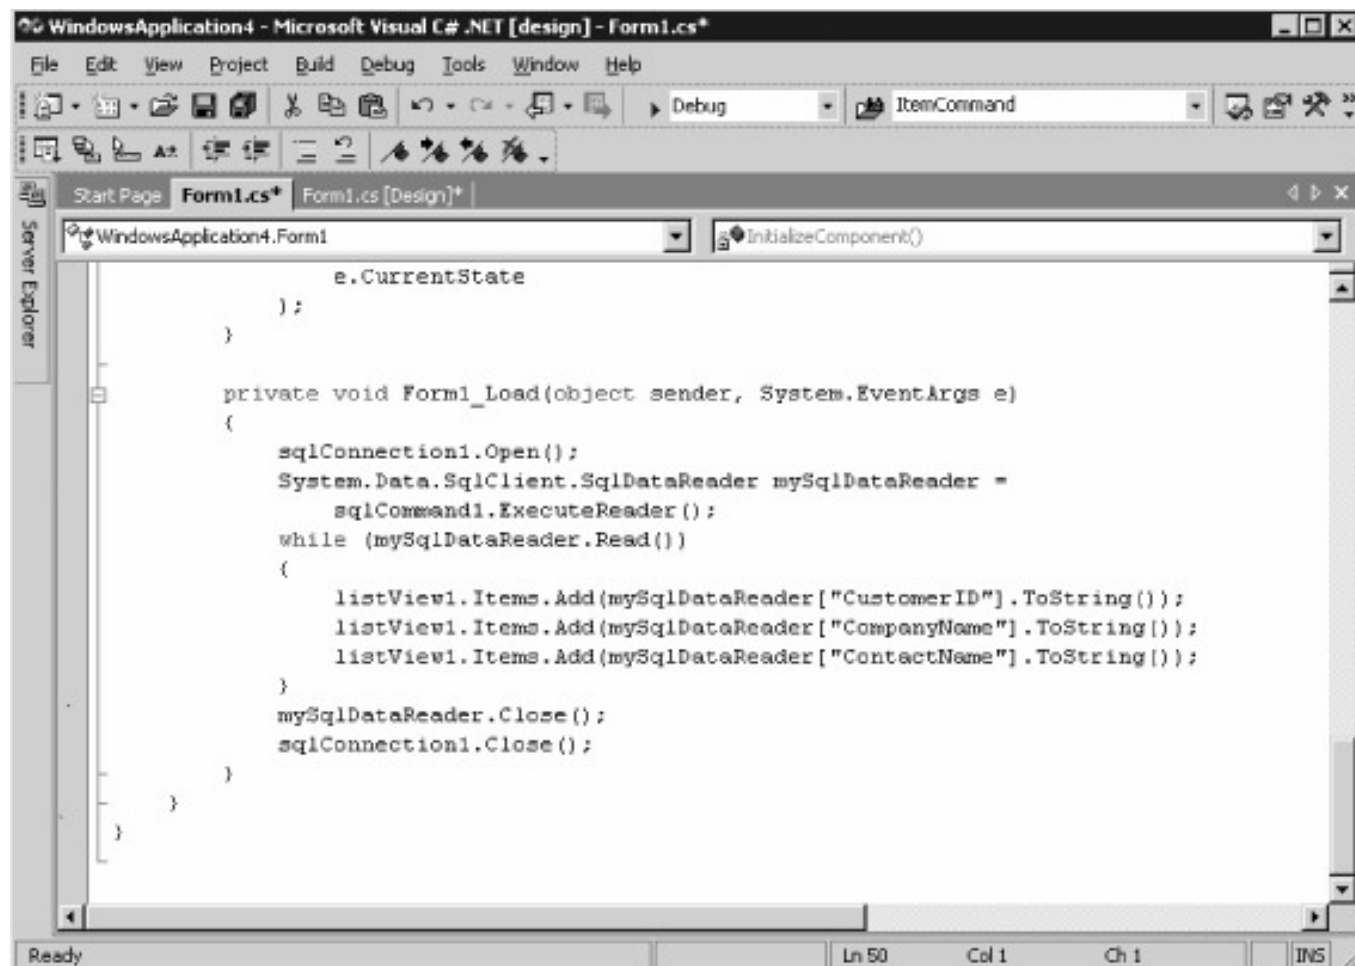 WindowsApplication4 - Microsoft Visual C# .NET [design] - Form1.cs*
File Edit View Project Build Debug Tools Window Help
Debug ItemCommand
Start Page Form1.cs* Form1.cs [Design]*
Server Explorer
WindowsApplication4.Form1 InitializeComponent()
e.CurrentState
);
}
private void Form1_Load(object sender, System.EventArgs e)
{
sqlConnection1.Open();
System.Data.SqlClient.SqlDataReader mySqlDataReader =
sqlCommand1.ExecuteReader();
while (mySqlDataReader.Read())
{
listView1.Items.Add(mySqlDataReader["CustomerID"].ToString());
listView1.Items.Add(mySqlDataReader["CompanyName"].ToString());
listView1.Items.Add(mySqlDataReader["ContactName"].ToString());
}
mySqlDataReader.Close();
sqlConnection1.Close();
}
}
}
Ready Ln 50 Col 1 Ch 1 INS